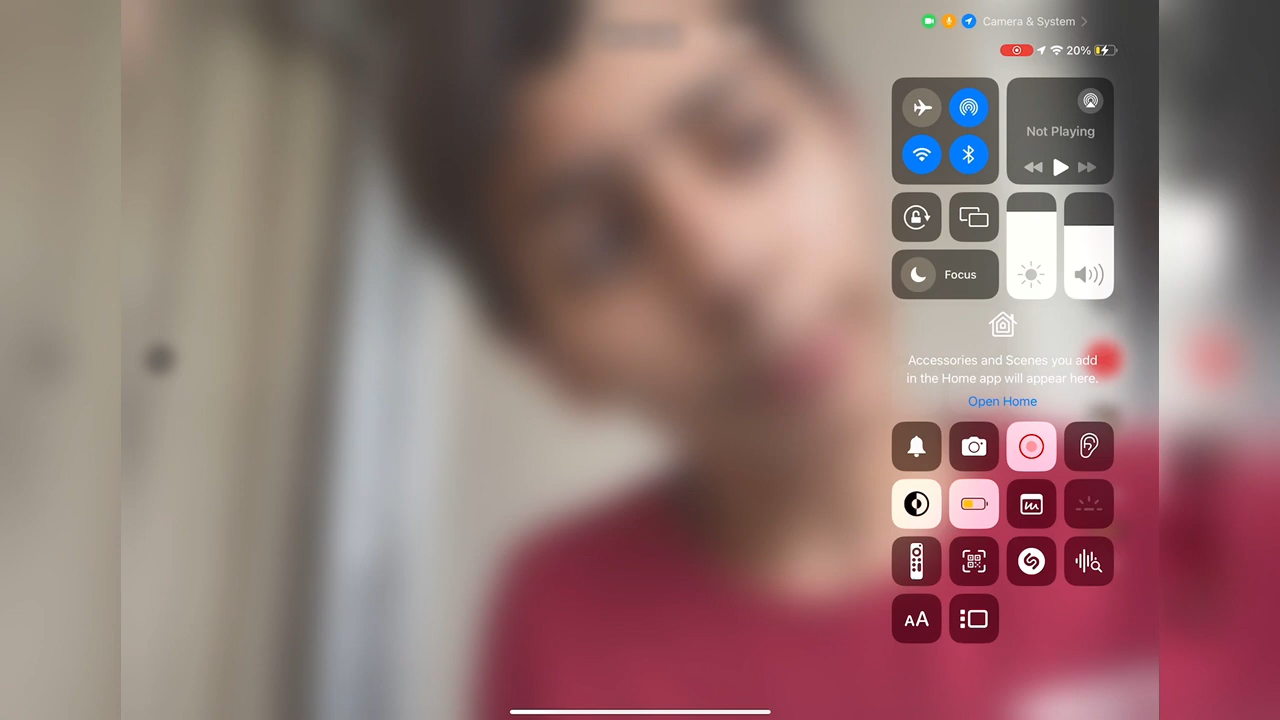 Camera & System
20%
Not Playing
Focus
Accessories and Scenes you add
in the Home app will appear here.
Open Home
AA